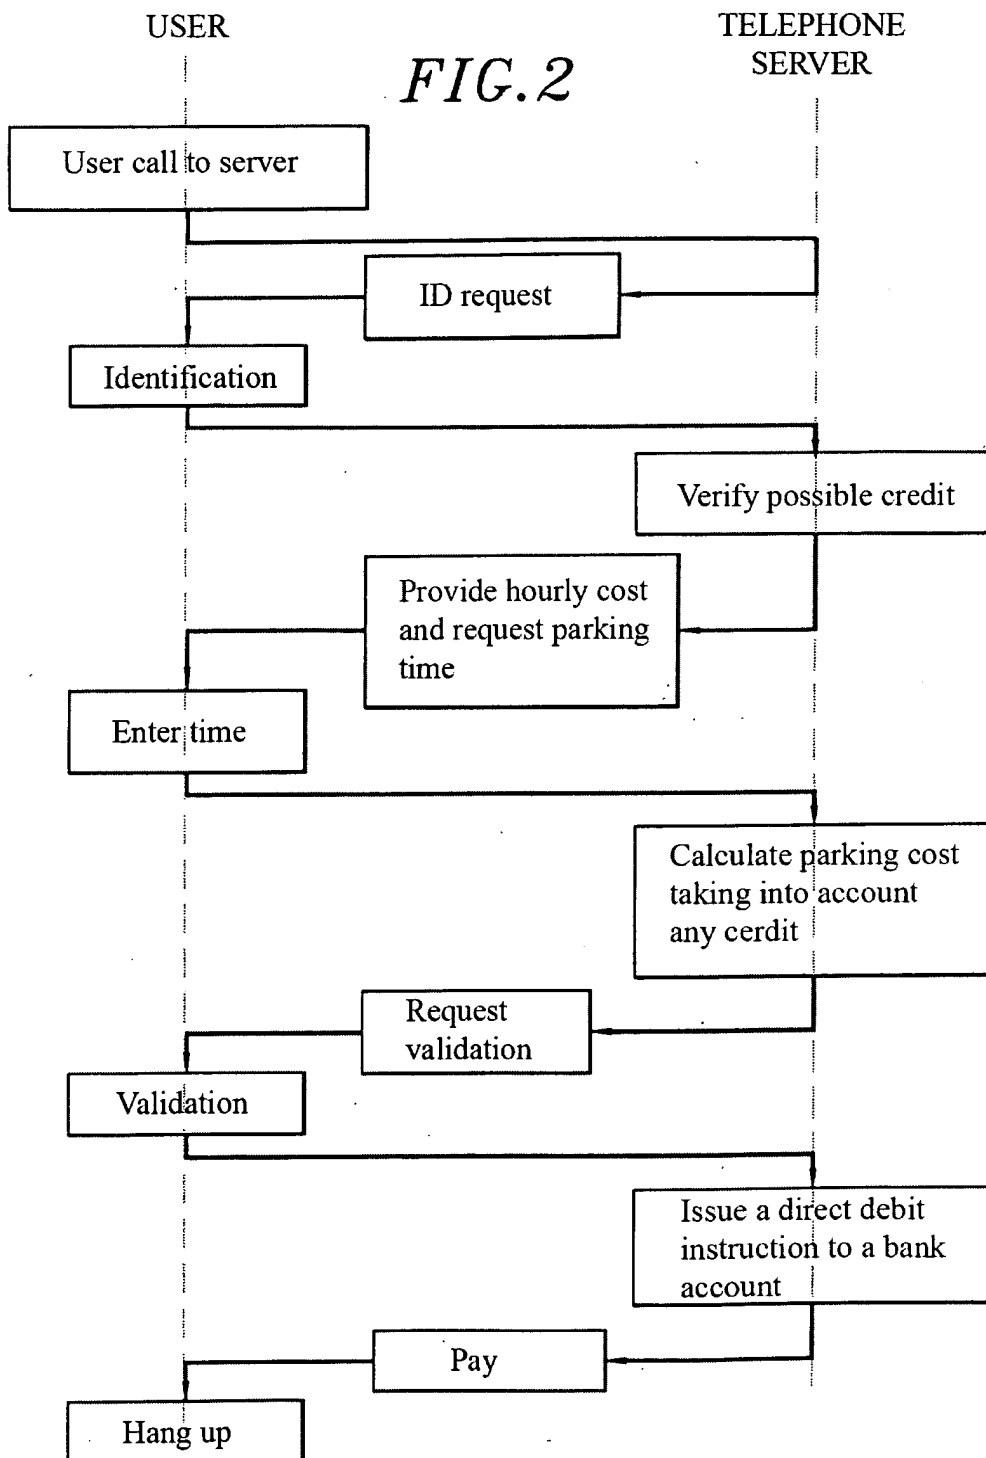 USER
TELEPHONE
SERVER
FIG.2
User call to server
ID request
Identification
Verify possible credit
Provide hourly cost
and request parking
time
Enter time
Calculate parking cost
taking into account
any cerdit
Request
validation
Validation
Issue a direct debit
instruction to a bank
account
Pay
Hang up